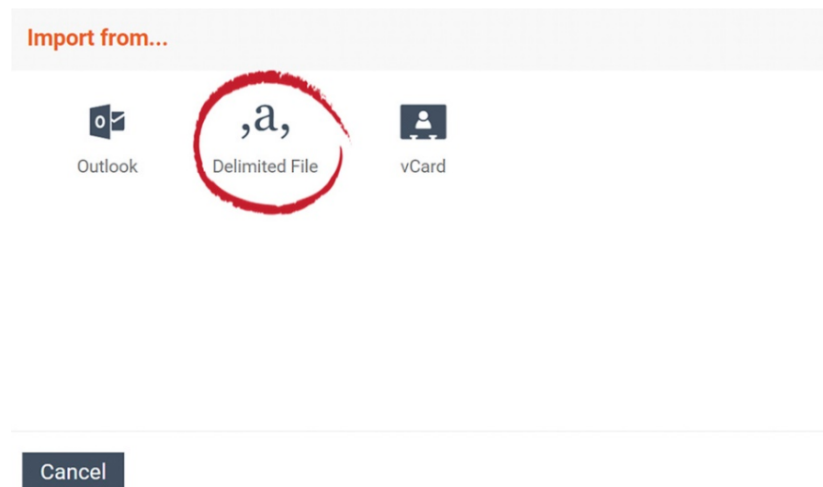 Import from...
,a,
Outlook
Delimited File
vCard
Cancel